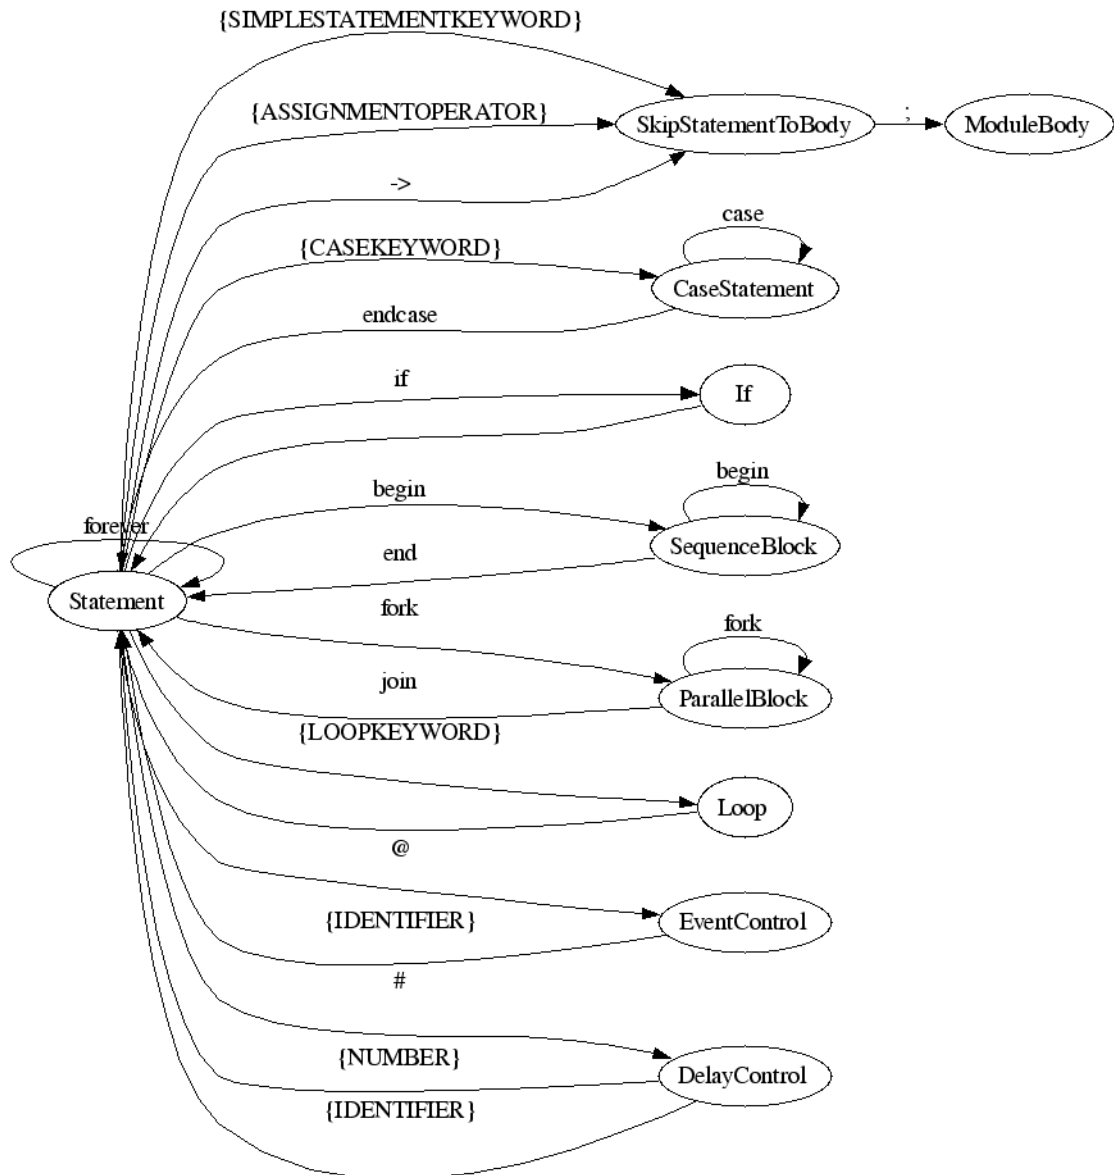 {SIMPLESTATEMENTKEYWORD}
{ASSIGNMENTOPERATOR}
SkipStatementToBody
;
ModuleBody
->
case
{CASEKEYWORD}
CaseStatement
endcase
if
If
begin
begin
forever
end
SequenceBlock
Statement
fork
fork
join
ParallelBlock
{LOOPKEYWORD}
Loop
@
{IDENTIFIER}
EventControl
#
{NUMBER}
DelayControl
{IDENTIFIER}